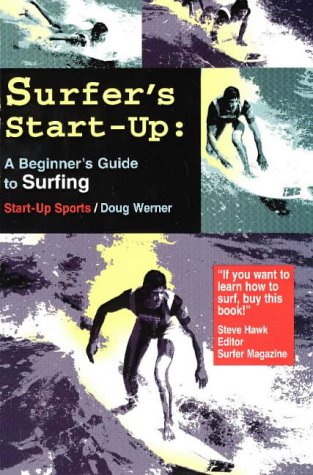 Surfer's
Start-Up:
A Beginner's Guide
to Surfing
Start-Up Sports / Doug Werner
"If you want to
learn how to
surf, buy this
book!"
Steve Hawk
Editor
Surfer Magazine